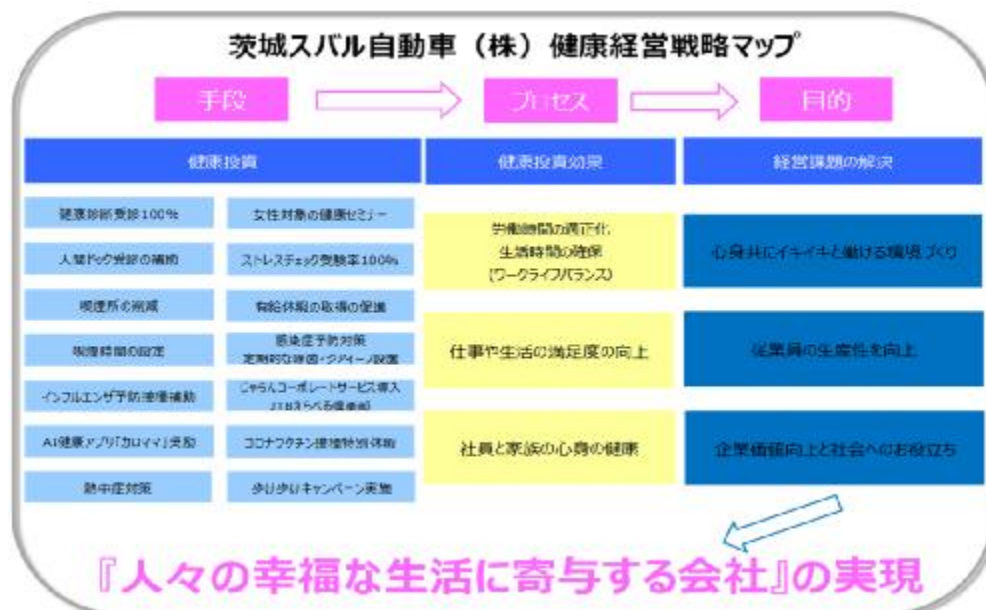 茨城スバル自動車（株）健康経営戦略マップ
手段
プロセス
目的
健康投資
健康投資効果
経営課題の解決
健康診断受診100%
女性対象の健康セミナー
人間ドック受診の補助
ストレスチェック受験率100%
喫煙所の削減
有給休暇の取得の促進
喫煙時間の設定
感染症予防対策
定期的な除菌・クヴィーノ設置
インフルエンザ予防接種補助
じゃらんコーポレートサービス導入
JTBえらべる倶楽部
AI健康アプリ「カロママ」奨励
コロナワクチン接種特別休暇
熱中症対策
歩け歩けキャンペーン実施
労働時間の適正化
生活時間の確保
(ワークライフバランス)
仕事や生活の満足度の向上
社員と家族の心身の健康
心身共にイキイキと働ける環境づくり
従業員の生産性を向上
企業価値向上と社会へのお役立ち
『人々の幸福な生活に寄与する会社』の実現